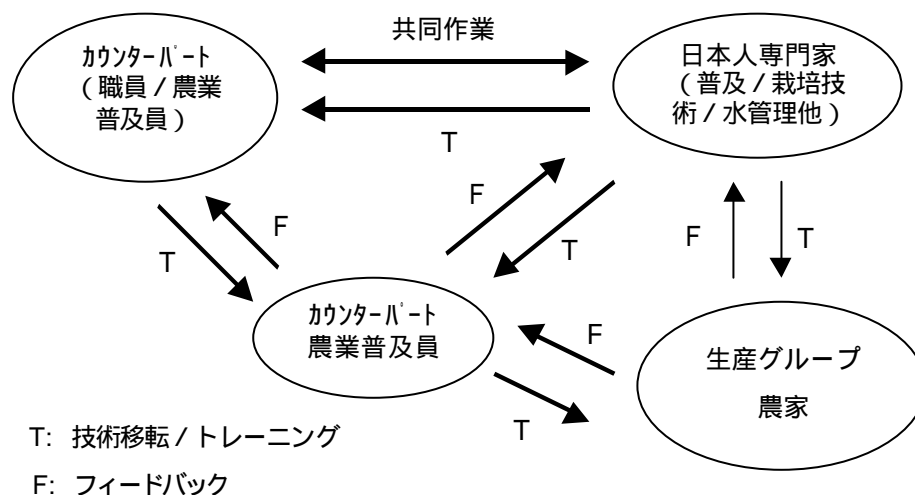 共同作業
ｶｳﾝﾀｰﾊﾟｰﾄ
（職員／農業
普及員）
日本人専門家
（普及／栽培技
術／水管理他）
T
F
T
F
T
F
T
ｶｳﾝﾀｰﾊﾟｰﾄ
農業普及員
F
T
生産グループ
農家
T: 技術移転／トレーニング
F: フィードバック